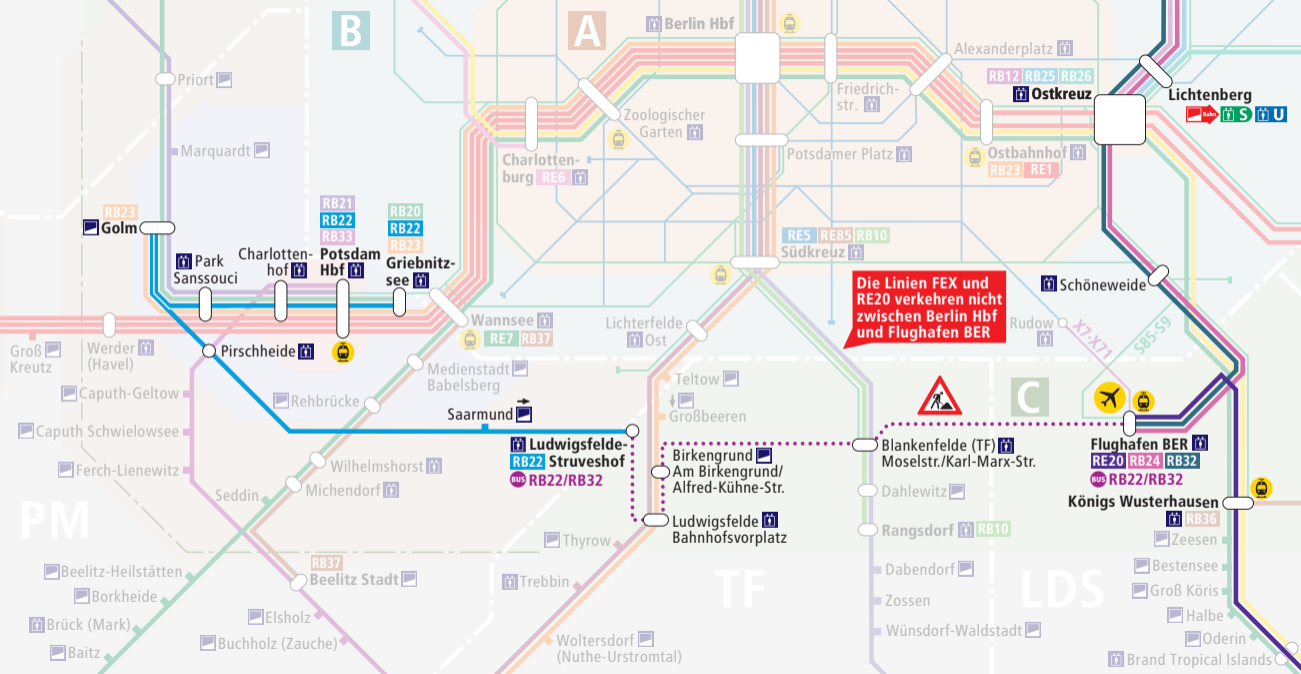 B
A
Berlin Hbf
Priort
Alexanderplatz
RB12 RB25 RB26
Ostkreuz
Lichtenberg
Bahn S U
Friedrich-
str.
Zoologischer
Garten
Marquardt
Charlotten-
burg RE6
Potsdamer Platz
Ostbahnhof
RB23 RE1
RB23
Golm
RB21
RB22
RB33
Potsdam
Hbf
RB20
RB22
RB23
Griebnitz-
see
Park
Sanssouci
Charlotten-
hof
RE5 RE85 RB10
Südkreuz
Die Linien FEX und
RE20 verkehren nicht
zwischen Berlin Hbf
und Flughafen BER
Schöneweide
Wannsee
RE7 RB37
Lichterfelde
Ost
Rudow
X7·X71
S85·S9
Groß
Kreutz
Werder
(Havel)
Pirschheide
Medienstadt
Babelsberg
Teltow
Großbeeren
Caputh-Geltow
Rehbrücke
Saarmund
C
Caputh Schwielowsee
Ludwigsfelde-
RB22 Struveshof
BUS RB22/RB32
Birkengrund
Am Birkengrund/
Alfred-Kühne-Str.
Blankenfelde (TF)
Moselstr./Karl-Marx-Str.
Flughafen BER
RE20 RB24 RB32
BUS RB22/RB32
Ferch-Lienewitz
Wilhelmshorst
Michendorf
Seddin
Dahlewitz
Königs Wusterhausen
RB36
PM
Ludwigsfelde
Bahnhofsvorplatz
Rangsdorf RB10
Thyrow
Zeesen
RB37
Beelitz Stadt
Beelitz-Heilstätten
Trebbin
TF
Dabendorf
LDS
Bestensee
Borkheide
Zossen
Groß Köris
Elsholz
Halbe
Brück (Mark)
Buchholz (Zauche)
Woltersdorf
(Nuthe-Urstromtal)
Wünsdorf-Waldstadt
Oderin
Baitz
Brand Tropical Islands